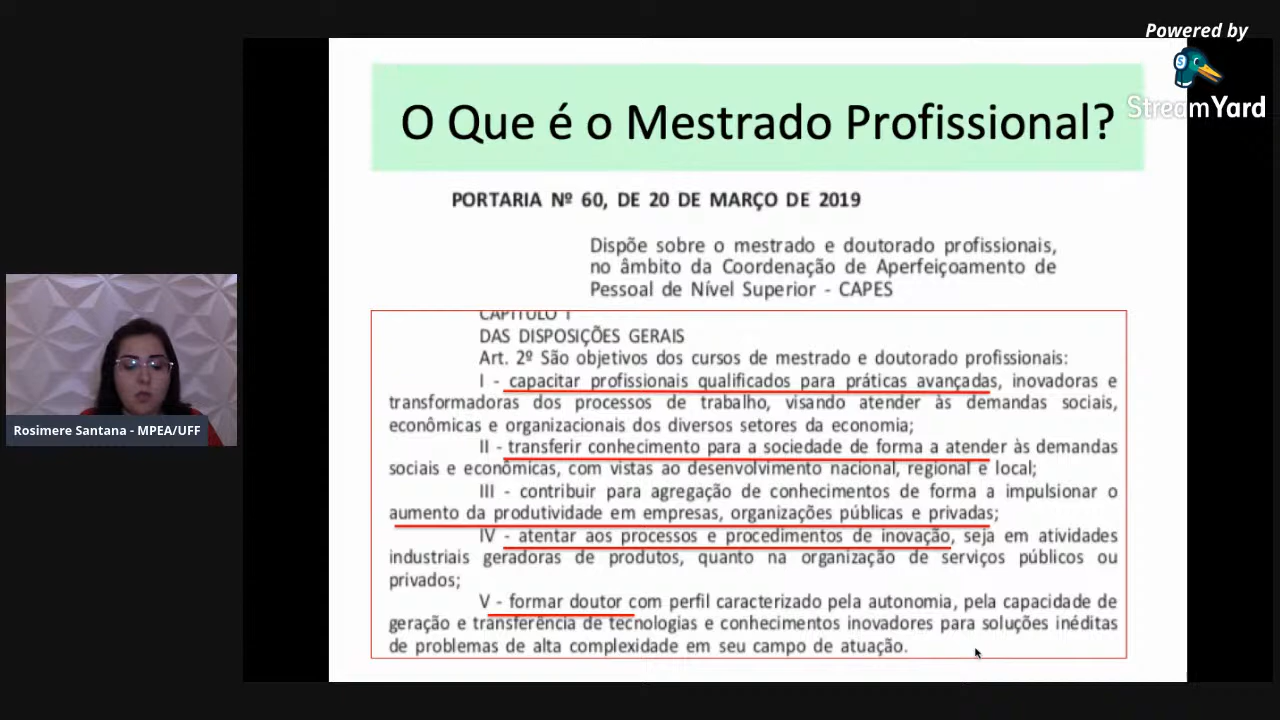 Powered by
StreamYard
O Que é o Mestrado Profissional?
PORTARIA Nº 60, DE 20 DE MARÇO DE 2019
Dispõe sobre o mestrado e doutorado profissionais,
no âmbito da Coordenação de Aperfeiçoamento de
Pessoal de Nível Superior - CAPES
CAPÍTULO I
DAS DISPOSIÇÕES GERAIS
Art. 2º São objetivos dos cursos de mestrado e doutorado profissionais:
I - capacitar profissionais qualificados para práticas avançadas, inovadoras e
transformadoras dos processos de trabalho, visando atender às demandas sociais,
econômicas e organizacionais dos diversos setores da economia;
II - transferir conhecimento para a sociedade de forma a atender às demandas
sociais e econômicas, com vistas ao desenvolvimento nacional, regional e local;
III - contribuir para agregação de conhecimentos de forma a impulsionar o
aumento da produtividade em empresas, organizações públicas e privadas;
IV - atentar aos processos e procedimentos de inovação, seja em atividades
industriais geradoras de produtos, quanto na organização de serviços públicos ou
privados;
V - formar doutor com perfil caracterizado pela autonomia, pela capacidade de
geração e transferência de tecnologias e conhecimentos inovadores para soluções inéditas
de problemas de alta complexidade em seu campo de atuação.
Rosimere Santana - MPEA/UFF